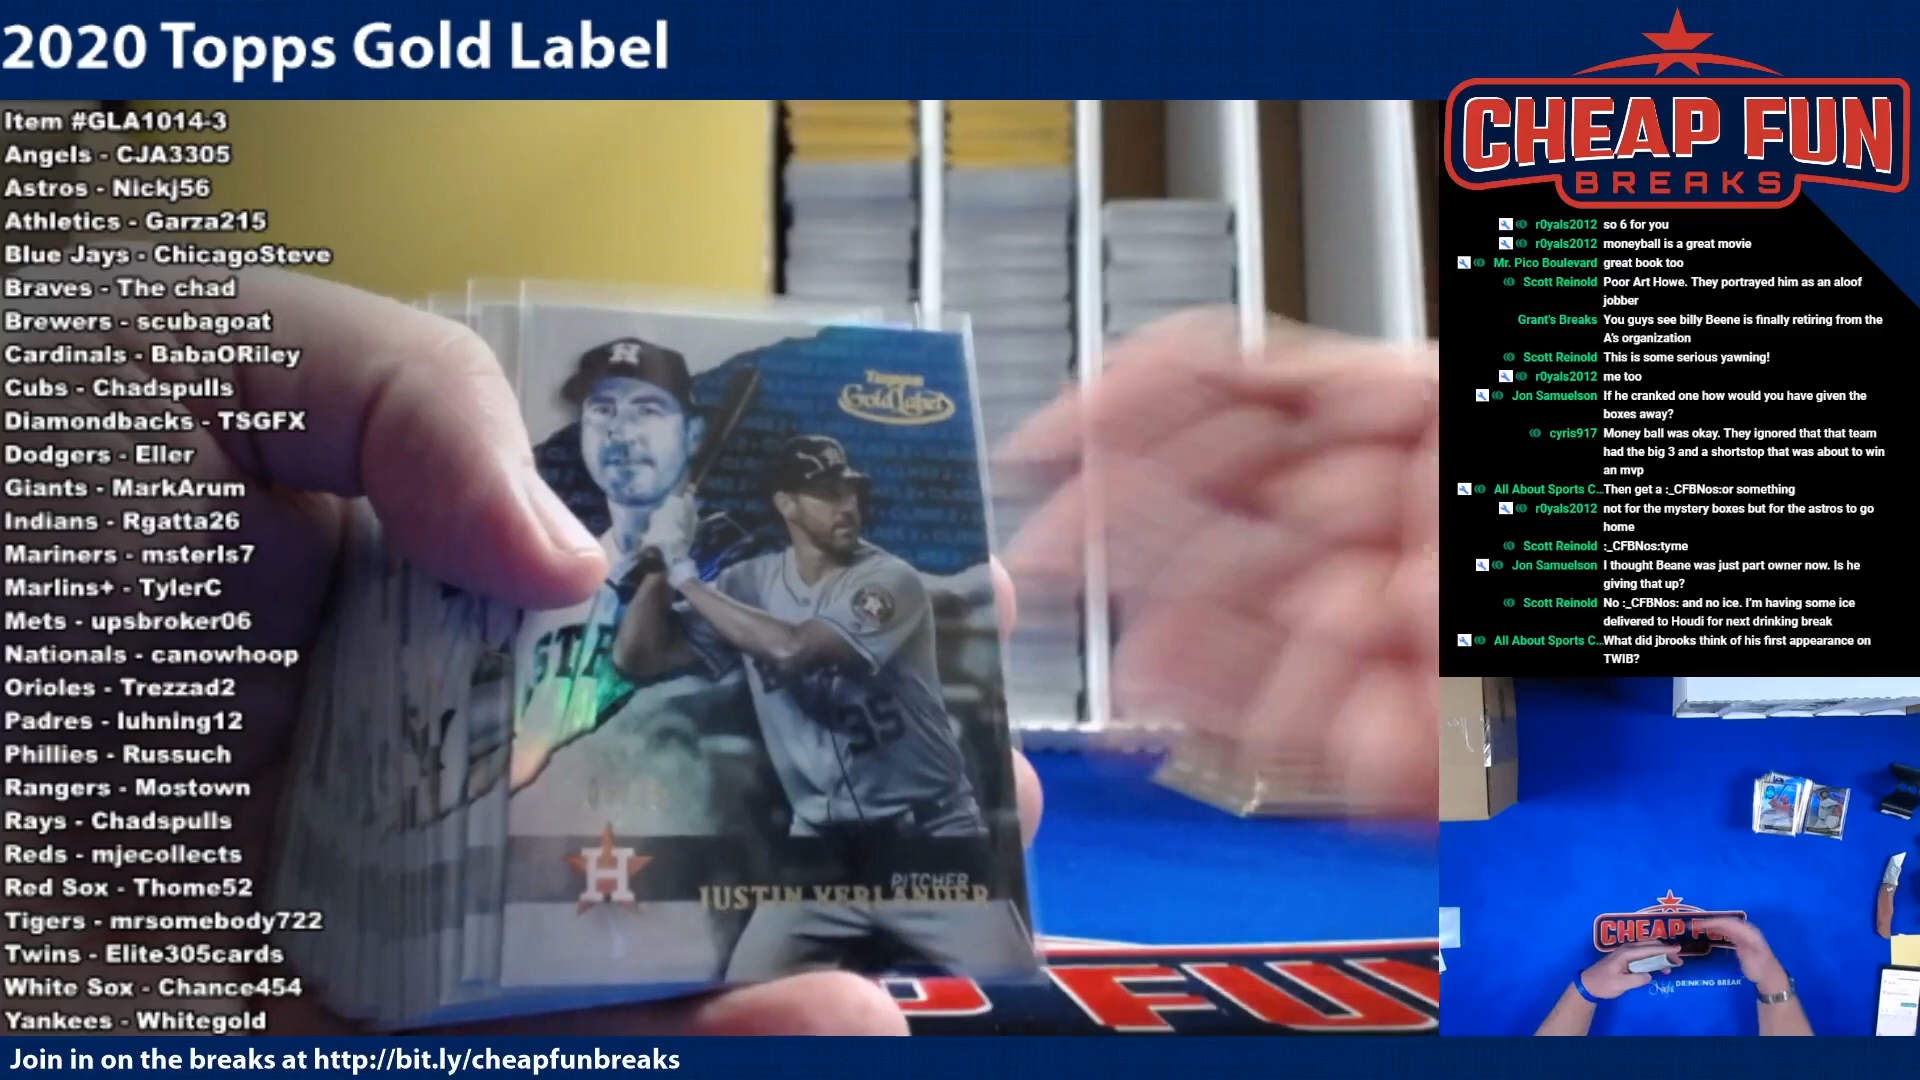 2020 Topps Gold Label
Item #GLA1014-3
Angels - CJA3305
Astros - Nickj56
Athletics - Garza215
Blue Jays - ChicagoSteve
Braves - The chad
Brewers - scubagoat
Cardinals - BabaORiley
Cubs - Chadspulls
Diamondbacks - TSGFX
Dodgers - Eller
Giants - MarkArum
Indians - Rgatta26
Mariners - msterls7
Marlins+ - TylerC
Mets - upsbroker06
Nationals - canowhoop
Orioles - Trezzad2
Padres - luhning12
Phillies - Russuch
Rangers - Mostown
Rays - Chadspulls
Reds - mjecollects
Red Sox - Thome52
Tigers - mrsomebody722
Twins - Elite305cards
White Sox - Chance454
Yankees - Whitegold
Join in on the breaks at http://bit.ly/cheapfunbreaks
Topps
Gold Label
H
35
H
PITCHER
JUSTIN VERLANDER
CHEAP FUN
BREAKS
r0yals2012 so 6 for you
r0yals2012 moneyball is a great movie
Mr. Pico Boulevard great book too
Scott Reinold Poor Art Howe. They portrayed him as an aloof
jobber
Grant's Breaks You guys see billy Beene is finally retiring from the
A's organization
Scott Reinold This is some serious yawning!
r0yals2012 me too
Jon Samuelson If he cranked one how would you have given the
boxes away?
cyris917 Money ball was okay. They ignored that that team
had the big 3 and a shortstop that was about to win
an mvp
All About Sports C... Then get a :_CFBNos:or something
r0yals2012 not for the mystery boxes but for the astros to go
home
Scott Reinold :_CFBNos:tyme
Jon Samuelson I thought Beane was just part owner now. Is he
giving that up?
Scott Reinold No :_CFBNos: and no ice. I'm having some ice
delivered to Houdi for next drinking break
All About Sports C... What did jbrooks think of his first appearance on
TWIB?
CHEAP FU
DRINKING BREAK